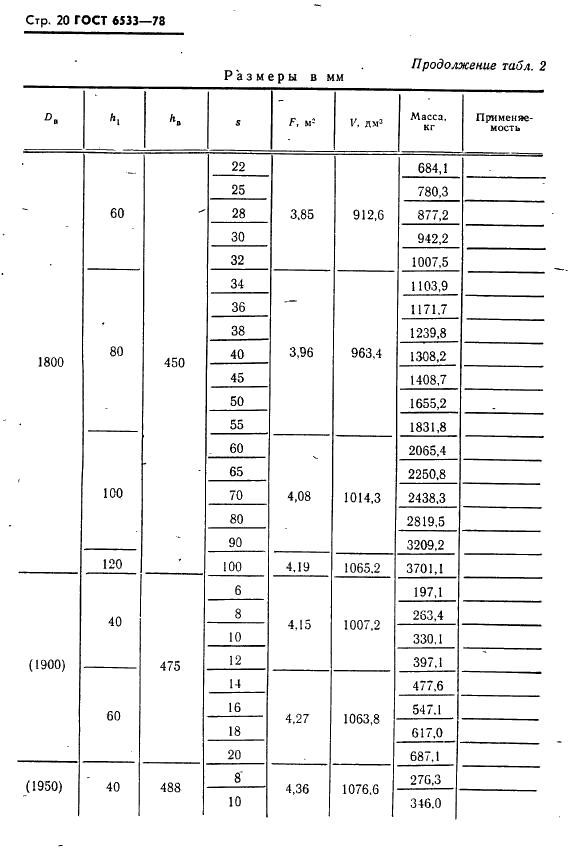 Стр. 20 ГОСТ 6533—78
Продолжение табл. 2
Размеры в мм
Dв h1 hв s F, м² V, дм³ Масса, кг Применяе-мость
1800 60 450 22 3,85 912,6 684,1
25 780,3
28 877,2
30 942,2
32 1007,5
80 34 3,96 963,4 1103,9
36 1171,7
38 1239,8
40 1308,2
45 1408,7
50 1655,2
55 1831,8
100 60 4,08 1014,3 2065,4
65 2250,8
70 2438,3
80 2819,5
90 3209,2
120 100 4,19 1065,2 3701,1
(1900) 40 475 6 4,15 1007,2 197,1
8 263,4
10 330,1
12 397,1
60 14 4,27 1063,8 477,6
16 547,1
18 617,0
20 687,1
(1950) 40 488 8 4,36 1076,6 276,3
10 346,0